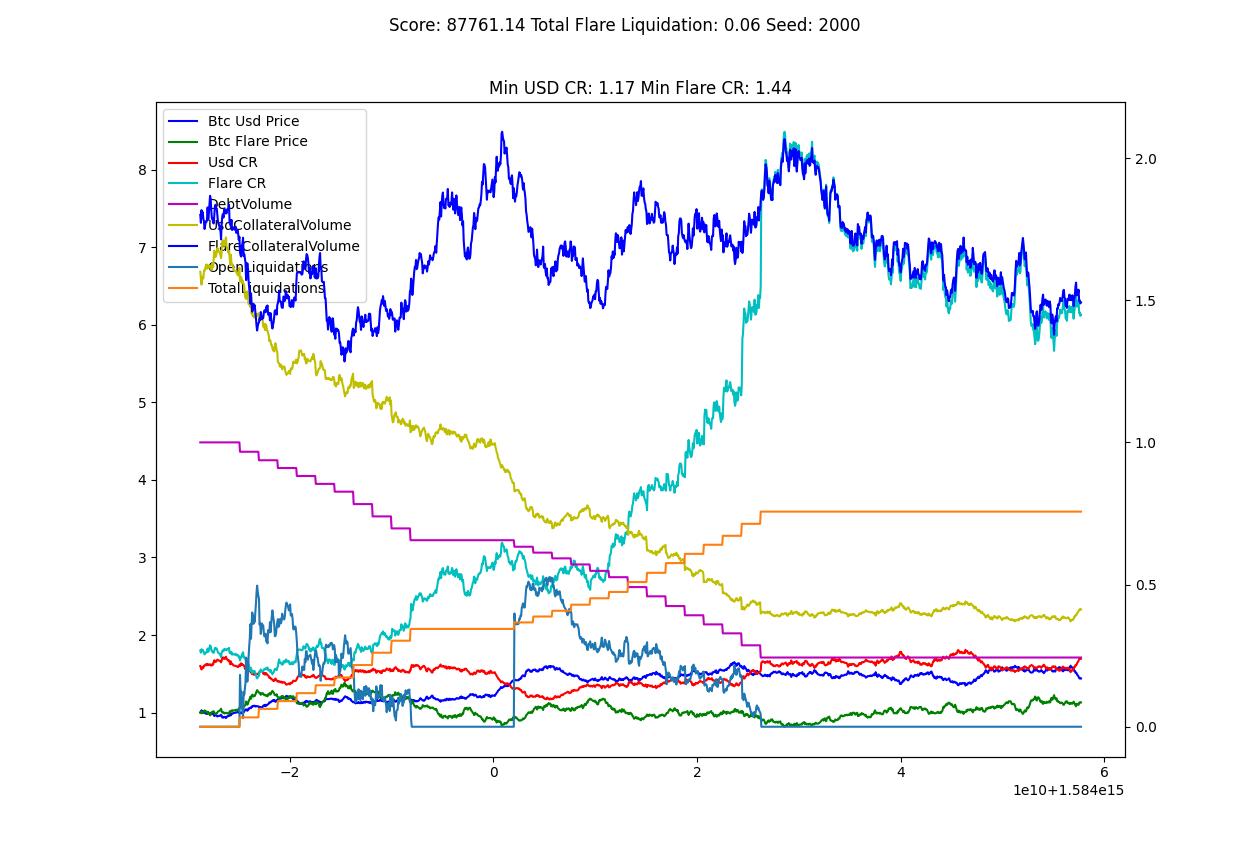 Score: 87761.14 Total Flare Liquidation: 0.06 Seed: 2000
Min USD CR: 1.17 Min Flare CR: 1.44
Btc Usd Price
Btc Flare Price
Usd CR
Flare CR
DebtVolume
UsdCollateralVolume
FlareCollateralVolume
OpenLiquidations
TotalLiquidations
8
7
6
5
4
3
2
1
2.0
1.5
1.0
0.5
0.0
−2
0
2
4
6
1e10+1.584e15